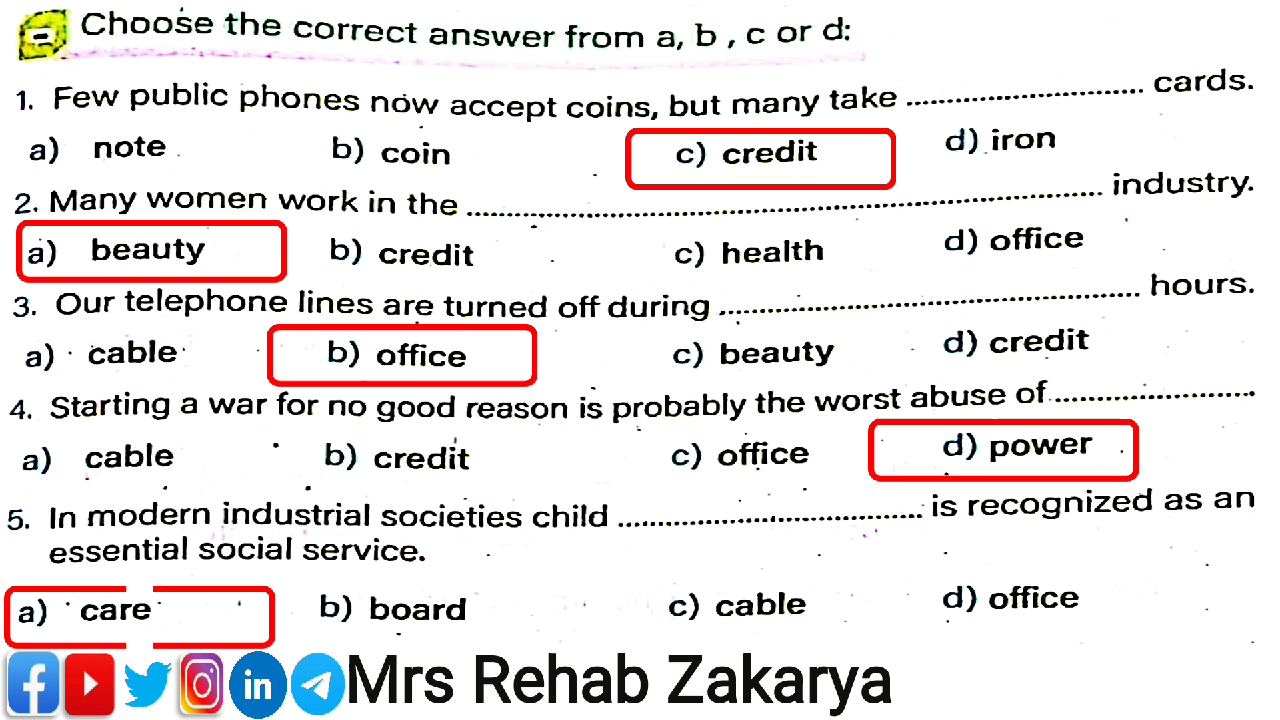 Choose the correct answer from a, b , c or d:
1. Few public phones now accept coins, but many take .............................. cards.
a) note b) coin c) credit d) iron
2. Many women work in the ............................................................ industry.
a) beauty b) credit c) health d) office
3. Our telephone lines are turned off during ........................................ hours.
a) cable b) office c) beauty d) credit
4. Starting a war for no good reason is probably the worst abuse of......................
a) cable b) credit c) office d) power
5. In modern industrial societies child ................................ is recognized as an
essential social service.
a) care b) board c) cable d) office
Mrs Rehab Zakarya